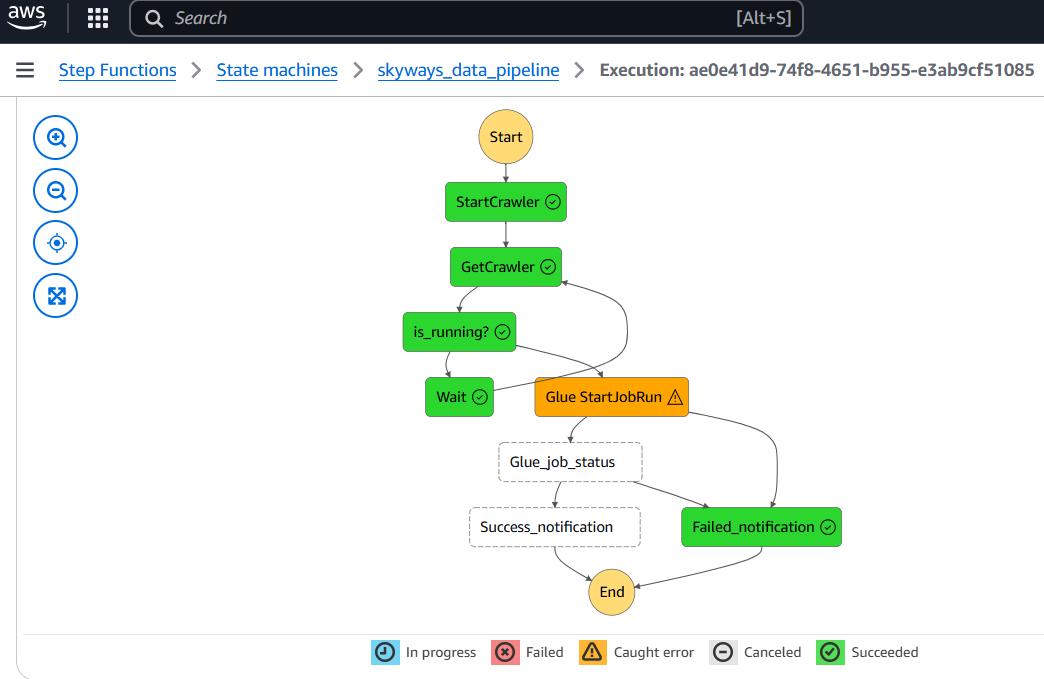 aws
Search [Alt+S]
Step Functions State machines skyways_data_pipeline Execution: ae0e41d9-74f8-4651-b955-e3ab9cf51085
Start
StartCrawler
GetCrawler
is_running?
Wait Glue StartJobRun
Glue_job_status
Success_notification Failed_notification
End
In progress Failed Caught error Canceled Succeeded